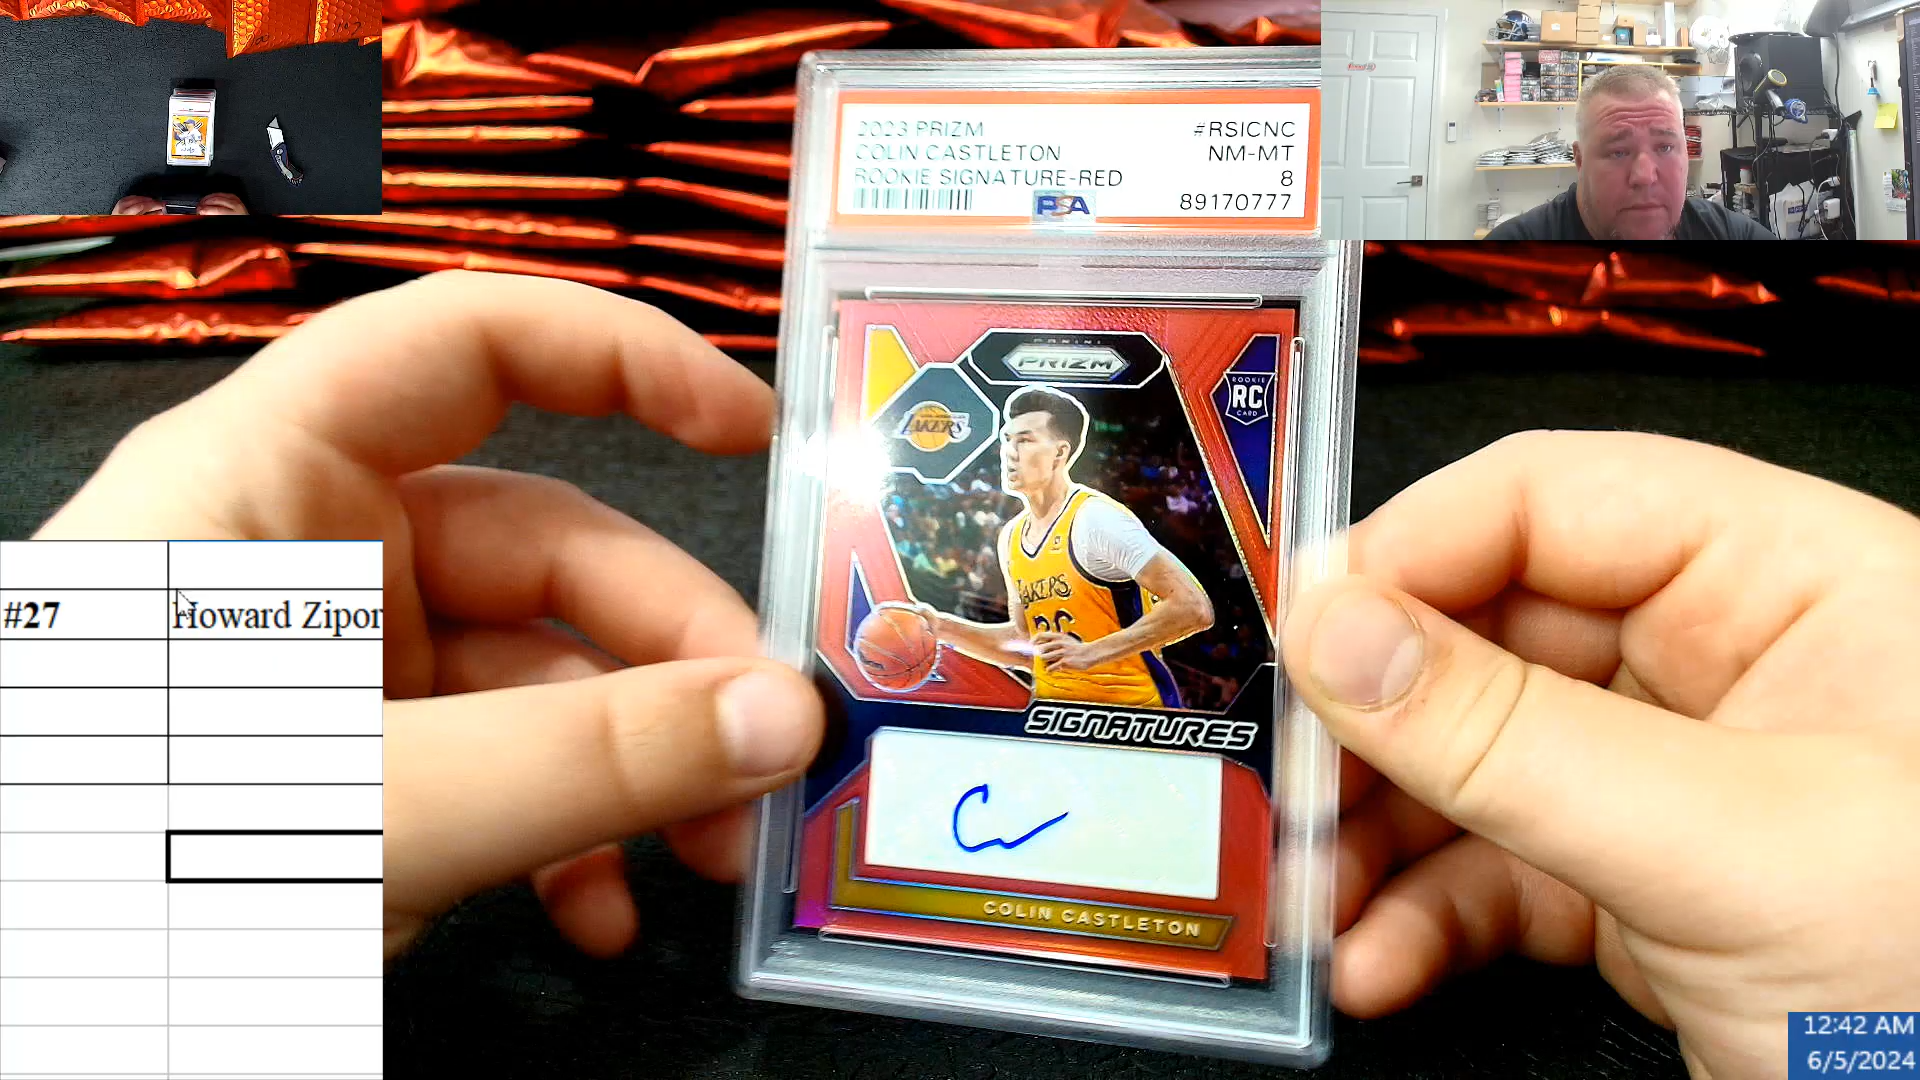 2023 PRIZM #RSICNC
COLIN CASTLETON NM-MT
ROOKIE SIGNATURE-RED 8
PSA 89170777
PANINI
PRIZM
ROOKIE
RC
CARD
LAKERS
LAKERS
SIGNATURES
COLIN CASTLETON
#27 Howard Zipor
12:42 AM
6/5/2024